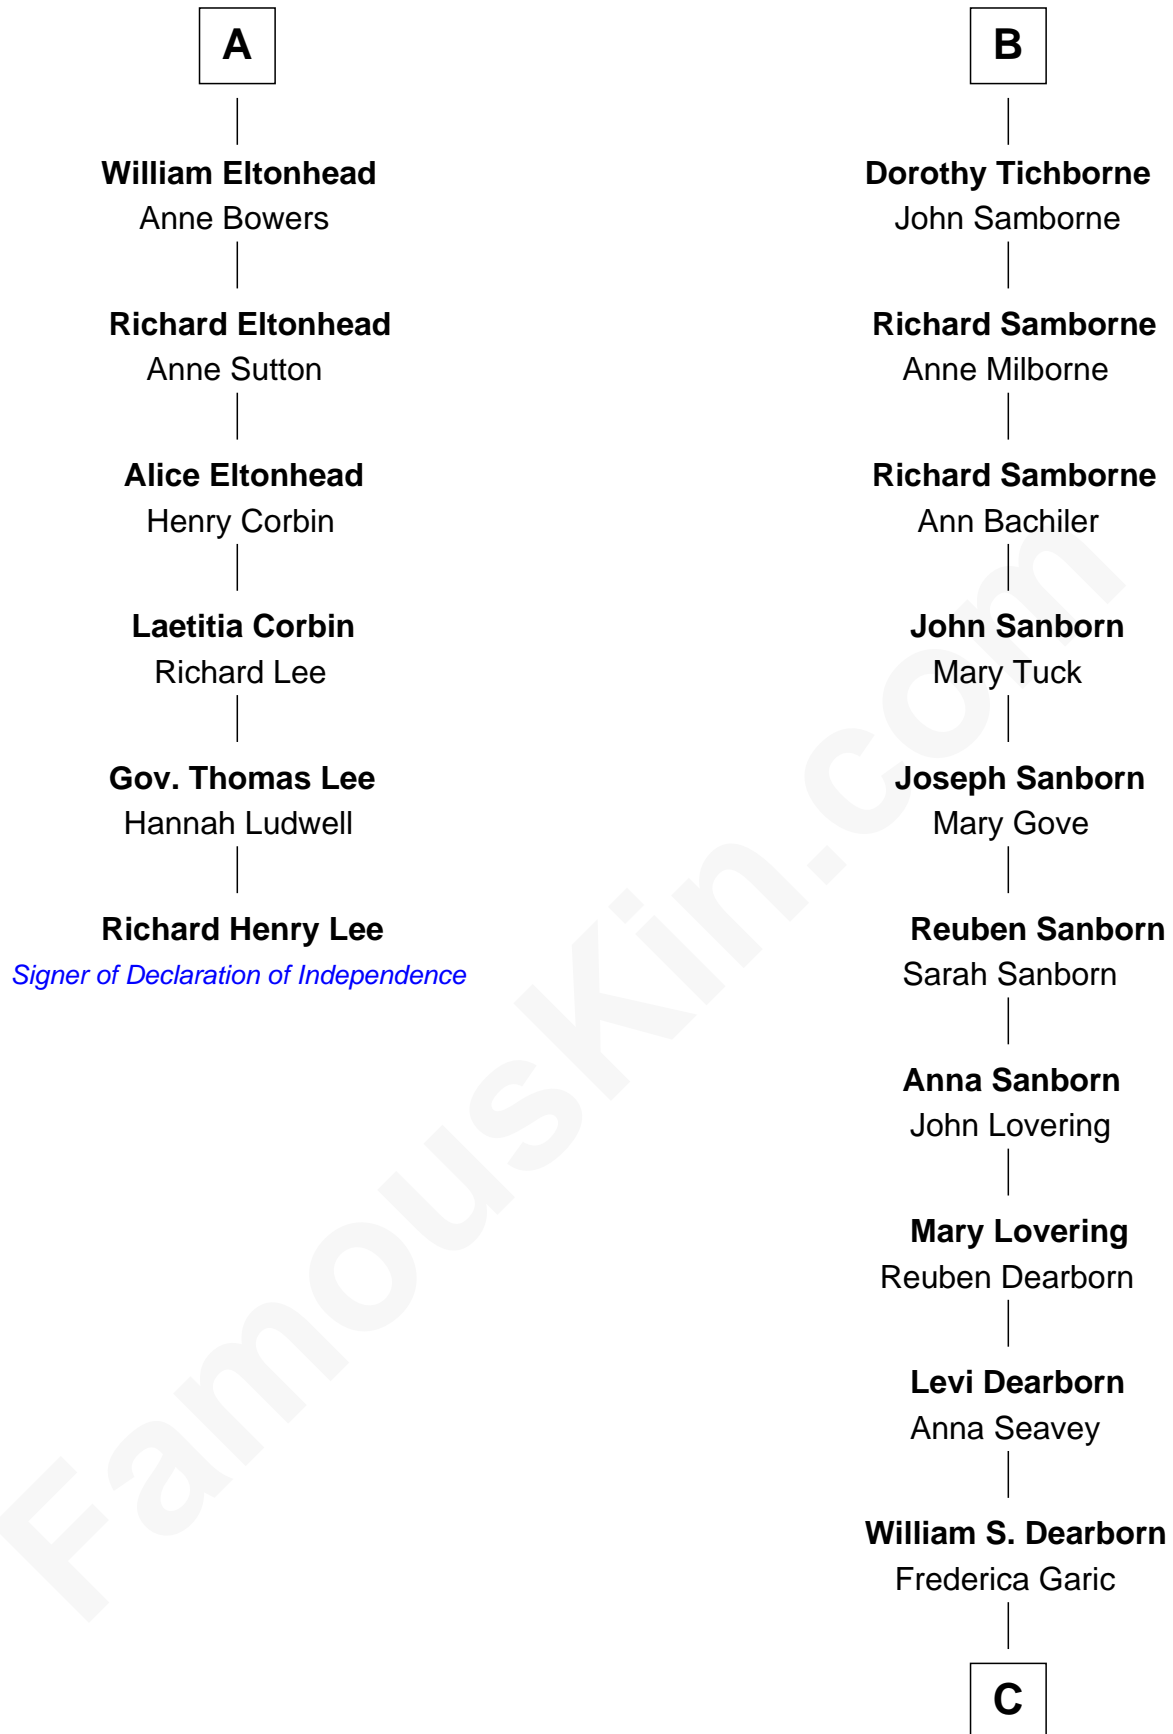 A
William Eltonhead
Anne Bowers
Richard Eltonhead
Anne Sutton
Alice Eltonhead
Henry Corbin
Laetitia Corbin
Richard Lee
Gov. Thomas Lee
Hannah Ludwell
Richard Henry Lee
Signer of Declaration of Independence
B
Dorothy Tichborne
John Samborne
Richard Samborne
Anne Milborne
Richard Samborne
Ann Bachiler
John Sanborn
Mary Tuck
Joseph Sanborn
Mary Gove
Reuben Sanborn
Sarah Sanborn
Anna Sanborn
John Lovering
Mary Lovering
Reuben Dearborn
Levi Dearborn
Anna Seavey
William S. Dearborn
Frederica Garic
C
FamousKin.com